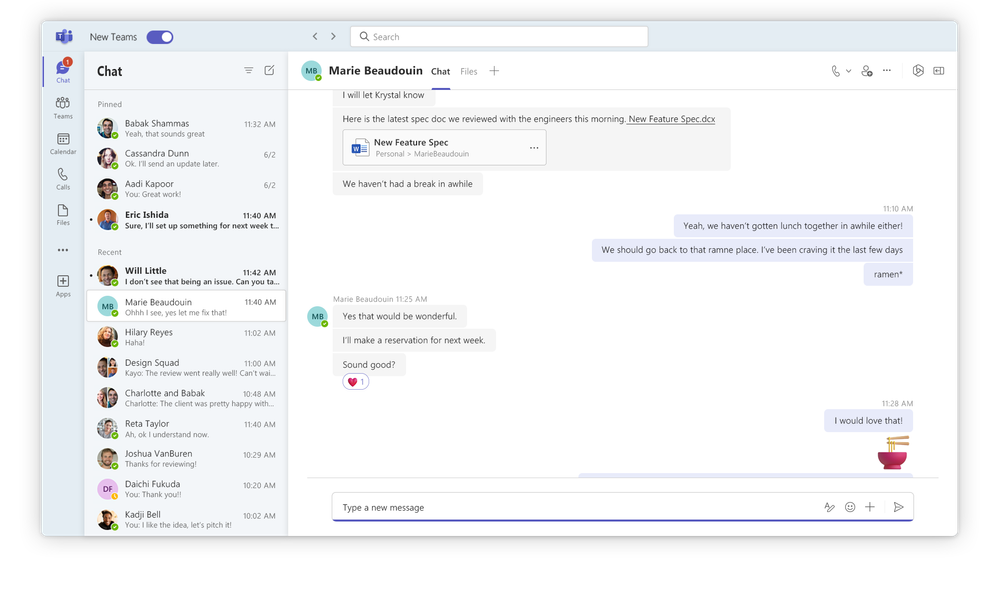 New Teams
Search
1
Chat
Teams
Calendar
Calls
Files
Apps
Chat
Pinned
Babak Shammas 11:32 AM
Yeah, that sounds great
Cassandra Dunn 6/2
Ok. I'll send an update later.
Aadi Kapoor 6/2
You: Great work!
Eric Ishida 11:40 AM
Sure, I'll set up something for next week t...
Recent
Will Little 11:42 AM
I don't see that being an issue. Can you ta...
MB
Marie Beaudouin 11:40 AM
Ohhh I see, yes let me fix that!
Hilary Reyes 11:02 AM
Haha!
Design Squad 11:00 AM
Kayo: The review went really well! Can't wai...
Charlotte and Babak 10:48 AM
Charlotte: The client was pretty happy with...
Reta Taylor 11:40 AM
Ah, ok I understand now.
Joshua VanBuren 10:29 AM
Thanks for reviewing!
DF
Daichi Fukuda 10:20 AM
You: Thank you!!
Kadji Bell 10:02 AM
You: I like the idea, let's pitch it!
MB
Marie Beaudouin Chat Files
I will let Krystal know
Here is the latest spec doc we reviewed with the engineers this morning. New Feature Spec.dcx
W
New Feature Spec
Personal > MarieBeaudouin
We haven't had a break in awhile
11:10 AM
Yeah, we haven't gotten lunch together in awhile either!
We should go back to that ramne place. I've been craving it the last few days
ramen*
Marie Beaudouin 11:25 AM
MB
Yes that would be wonderful.
I'll make a reservation for next week.
Sound good?
1
11:28 AM
I would love that!
Type a new message